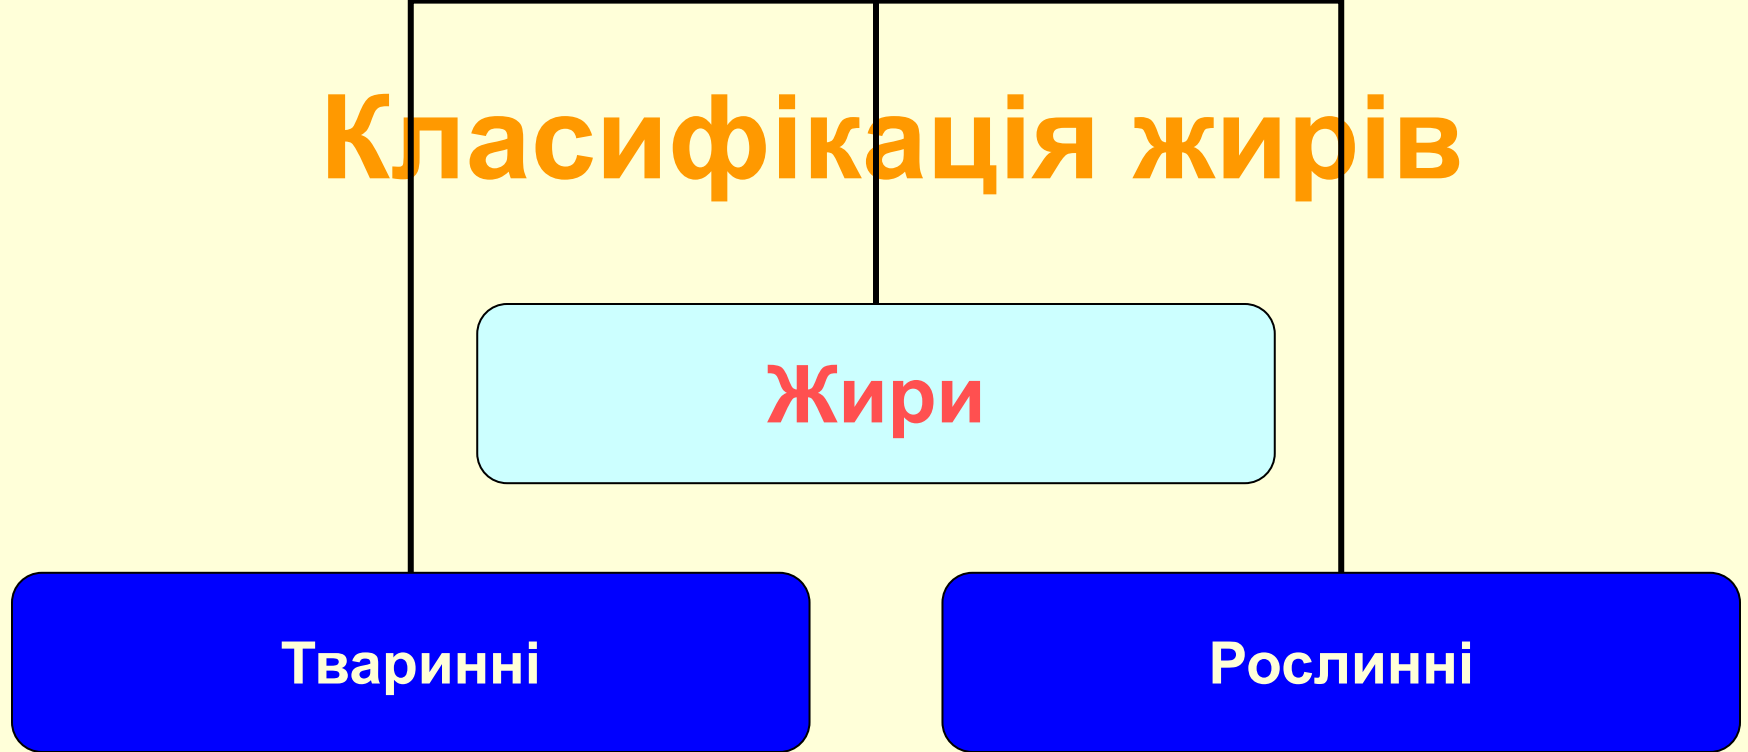 Класифікація жирів
Жири
Тваринні
Рослинні